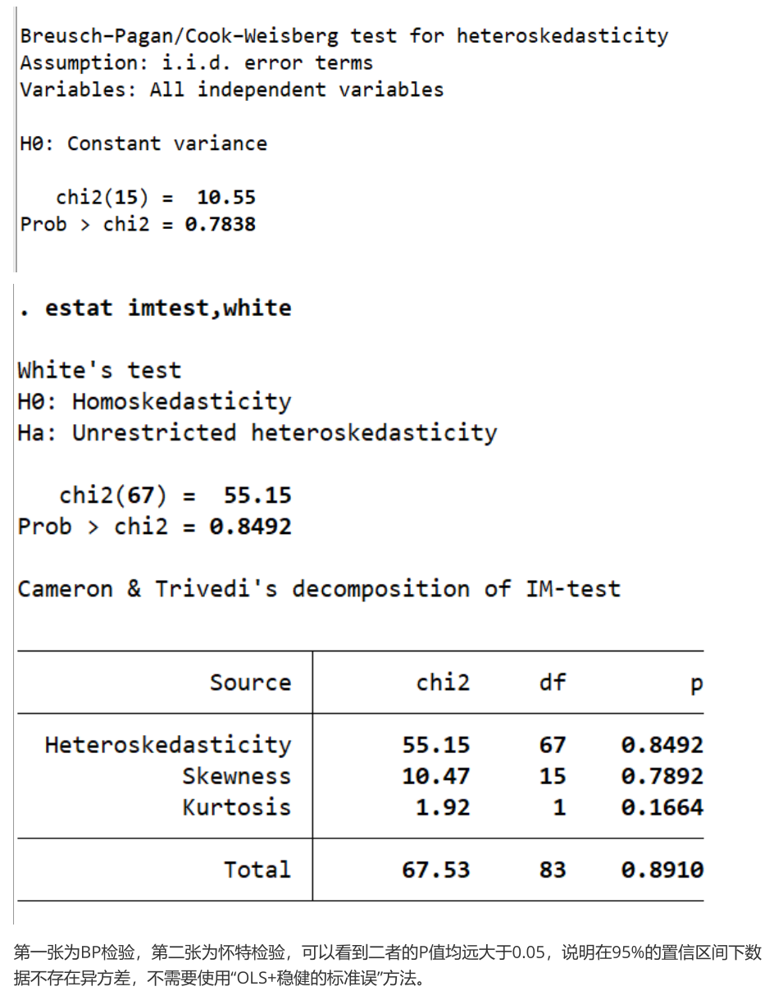 Breusch–Pagan/Cook–Weisberg test for heteroskedasticity
Assumption: i.i.d. error terms
Variables: All independent variables
H0: Constant variance
chi2(15) = 10.55
Prob > chi2 = 0.7838
. estat imtest,white
White's test
H0: Homoskedasticity
Ha: Unrestricted heteroskedasticity
chi2(67) = 55.15
Prob > chi2 = 0.8492
Cameron & Trivedi's decomposition of IM-test
Source chi2 df p
Heteroskedasticity 55.15 67 0.8492
Skewness 10.47 15 0.7892
Kurtosis 1.92 1 0.1664
Total 67.53 83 0.8910
第一张为BP检验，第二张为怀特检验，可以看到二者的P值均远大于0.05，说明在95%的置信区间下数
据不存在异方差，不需要使用“OLS+稳健的标准误”方法。